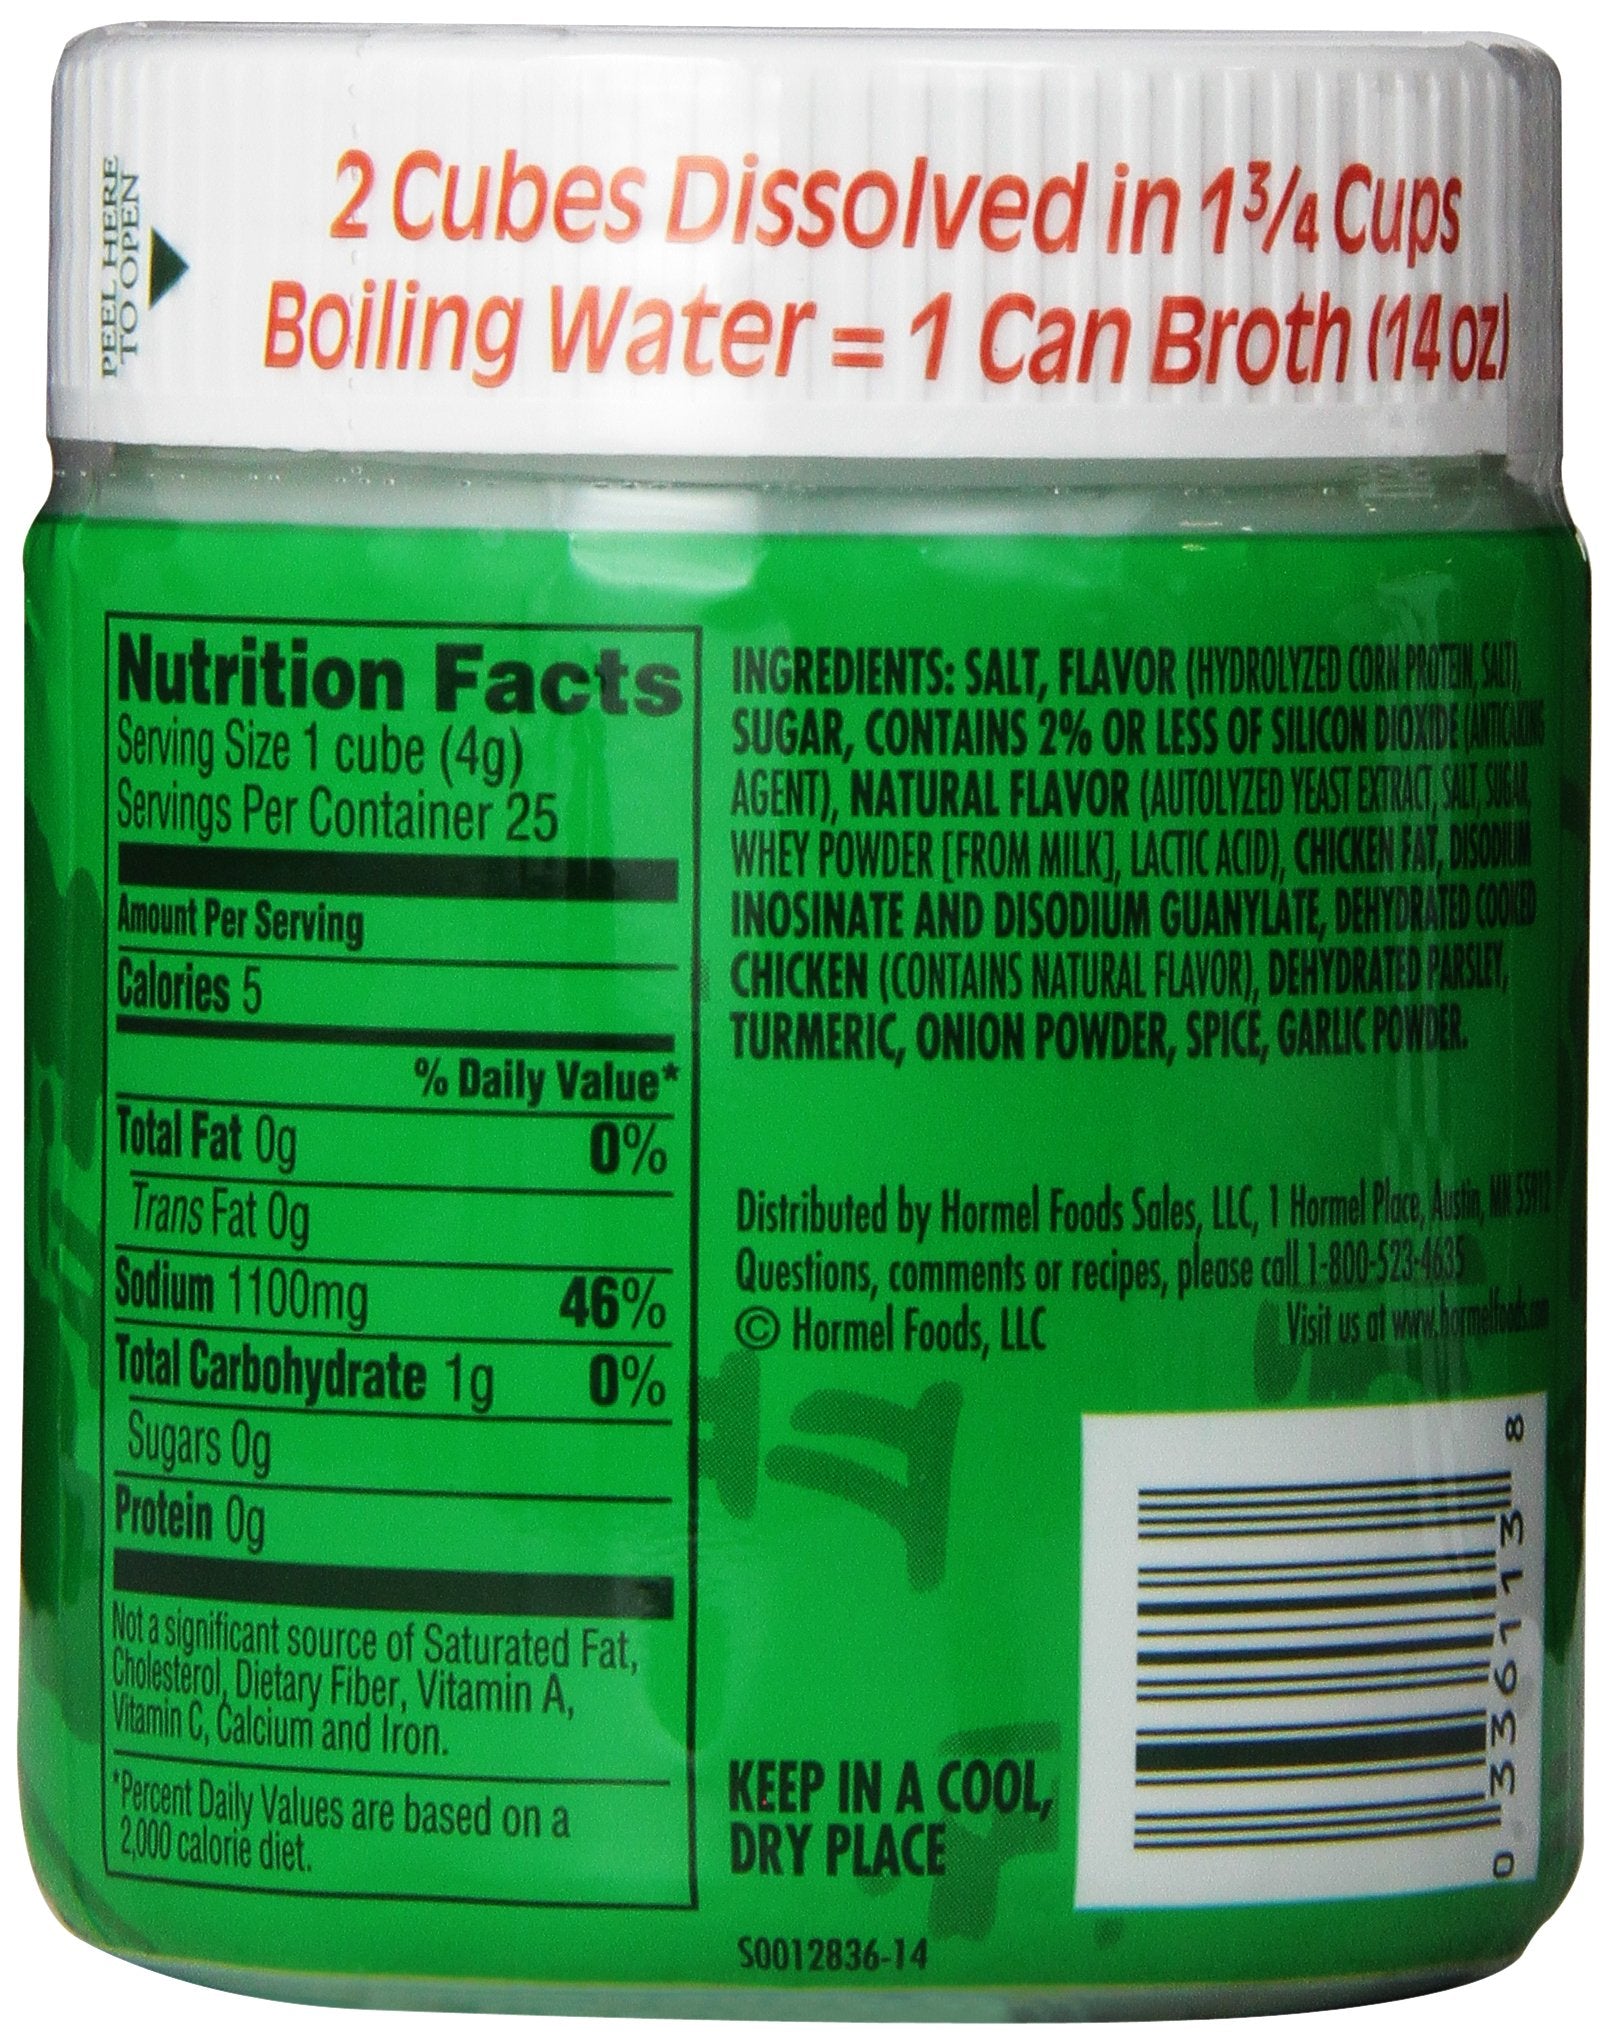 PEEL HERE
TO OPEN
2 Cubes Dissolved in 1 3/4 Cups
Boiling Water = 1 Can Broth (14 oz)
Nutrition Facts
Serving Size 1 cube (4g)
Servings Per Container 25
Amount Per Serving
Calories 5
% Daily Value*
Total Fat 0g 0%
Trans Fat 0g
Sodium 1100mg 46%
Total Carbohydrate 1g 0%
Sugars 0g
Protein 0g
Not a significant source of Saturated Fat,
Cholesterol, Dietary Fiber, Vitamin A,
Vitamin C, Calcium and Iron.
*Percent Daily Values are based on a
2,000 calorie diet.
INGREDIENTS: SALT, FLAVOR (HYDROLYZED CORN PROTEIN, SALT),
SUGAR, CONTAINS 2% OR LESS OF SILICON DIOXIDE (ANTICAKING
AGENT), NATURAL FLAVOR (AUTOLYZED YEAST EXTRACT, SALT, SUGAR,
WHEY POWDER [FROM MILK], LACTIC ACID), CHICKEN FAT, DISODIUM
INOSINATE AND DISODIUM GUANYLATE, DEHYDRATED COOKED
CHICKEN (CONTAINS NATURAL FLAVOR), DEHYDRATED PARSLEY,
TURMERIC, ONION POWDER, SPICE, GARLIC POWDER.
Distributed by Hormel Foods Sales, LLC, 1 Hormel Place, Austin, MN 55912
Questions, comments or recipes, please call 1-800-523-4635
© Hormel Foods, LLC Visit us at www.hormelfoods.com
KEEP IN A COOL,
DRY PLACE
S0012836-14
0 336113 8